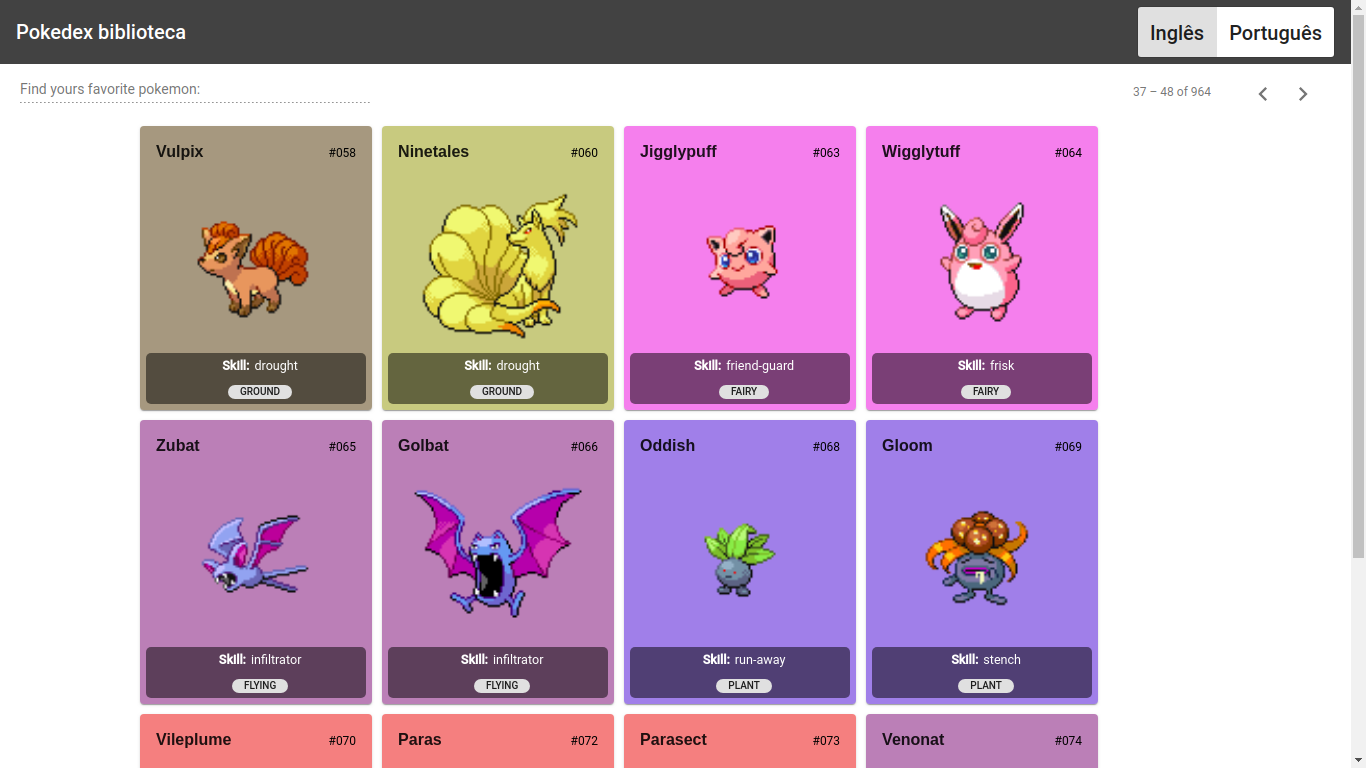 Pokedex biblioteca
Inglês Português
Find yours favorite pokemon:
37 – 48 of 964
Vulpix #058
Skill: drought
GROUND
Ninetales #060
Skill: drought
GROUND
Jigglypuff #063
Skill: friend-guard
FAIRY
Wigglytuff #064
Skill: frisk
FAIRY
Zubat #065
Skill: infiltrator
FLYING
Golbat #066
Skill: infiltrator
FLYING
Oddish #068
Skill: run-away
PLANT
Gloom #069
Skill: stench
PLANT
Vileplume #070
Paras #072
Parasect #073
Venonat #074